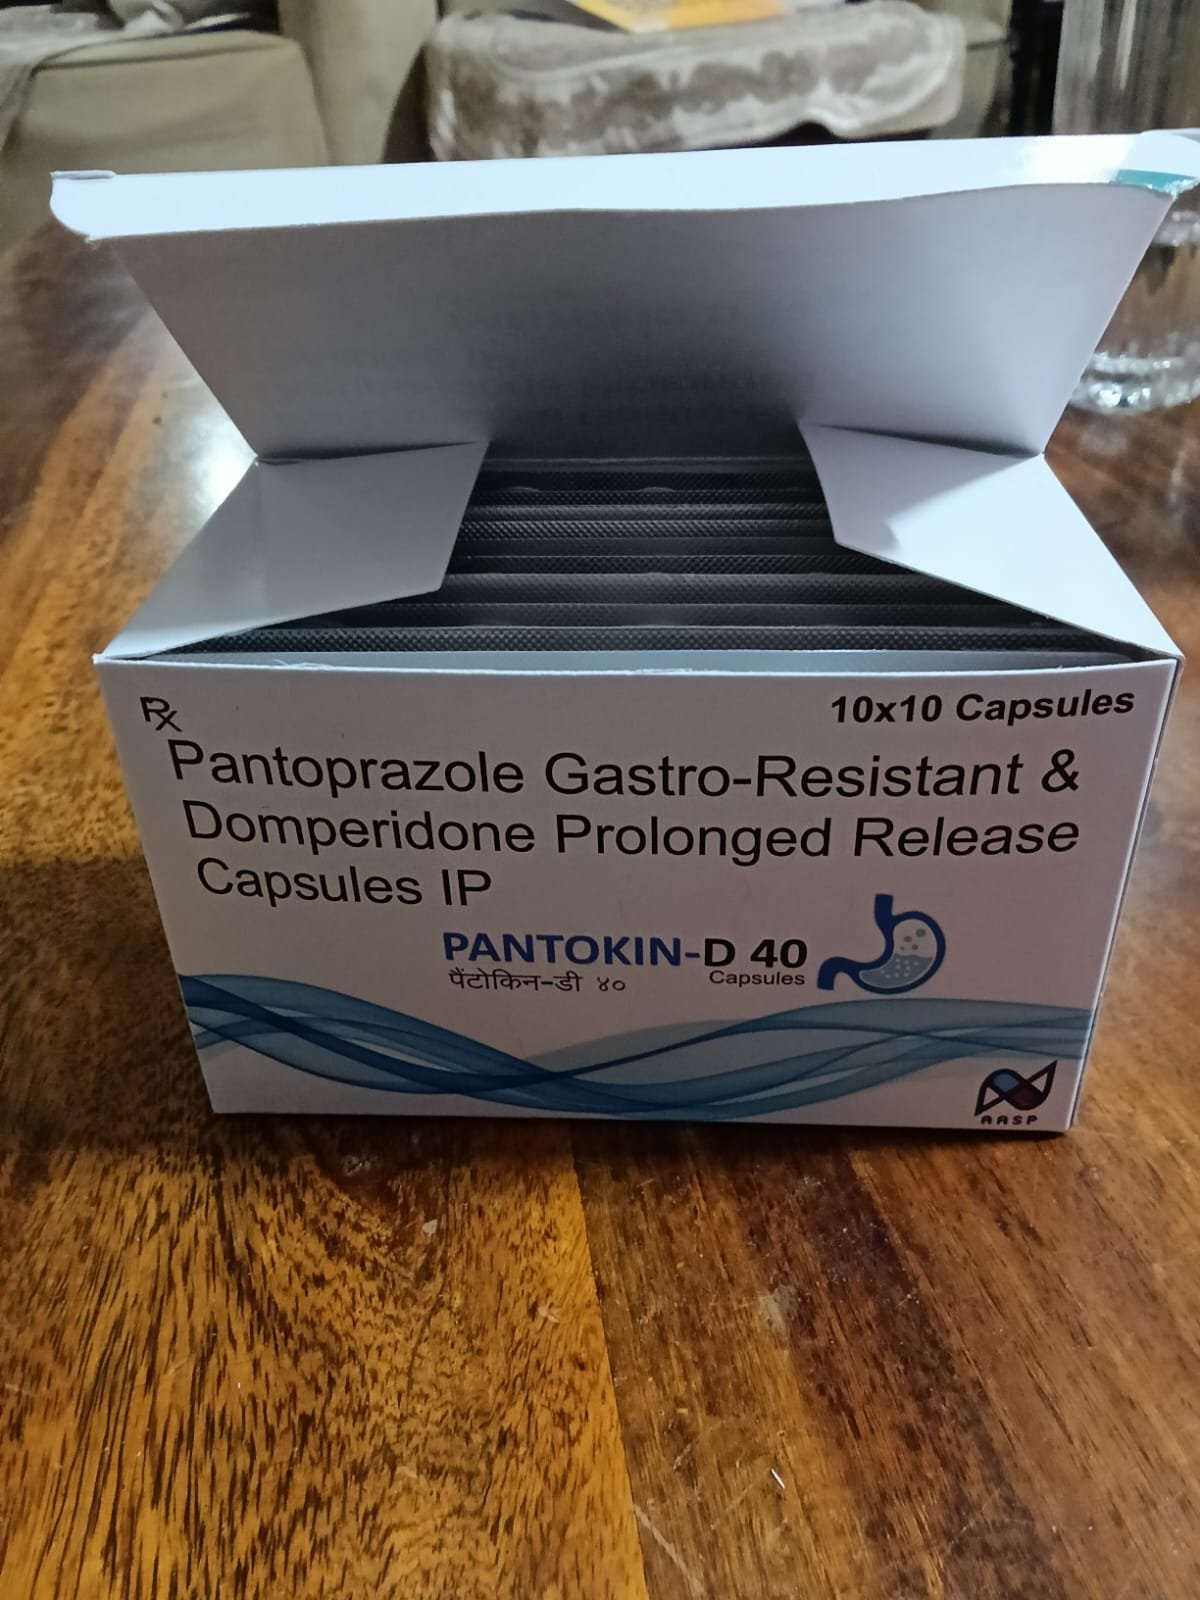 Rx
10x10 Capsules
Pantoprazole Gastro-Resistant &
Domperidone Prolonged Release
Capsules IP
PANTOKIN-D 40
पैंटोकिन-डी ४०
Capsules
AASP